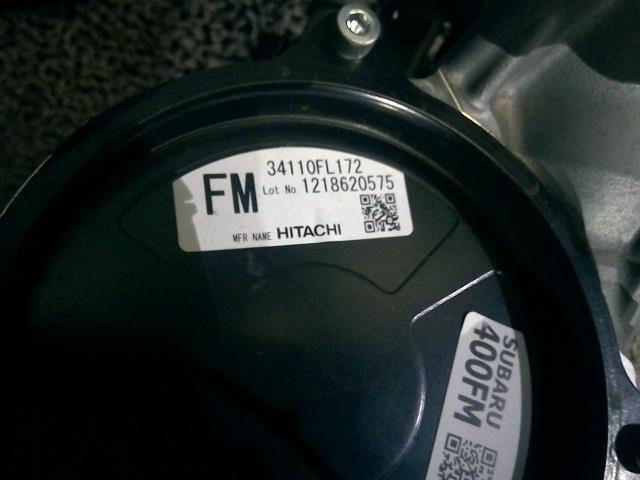 FM
34110FL172
Lot No. 1218620575
MFR NAME HITACHI
SUBARU
400FM